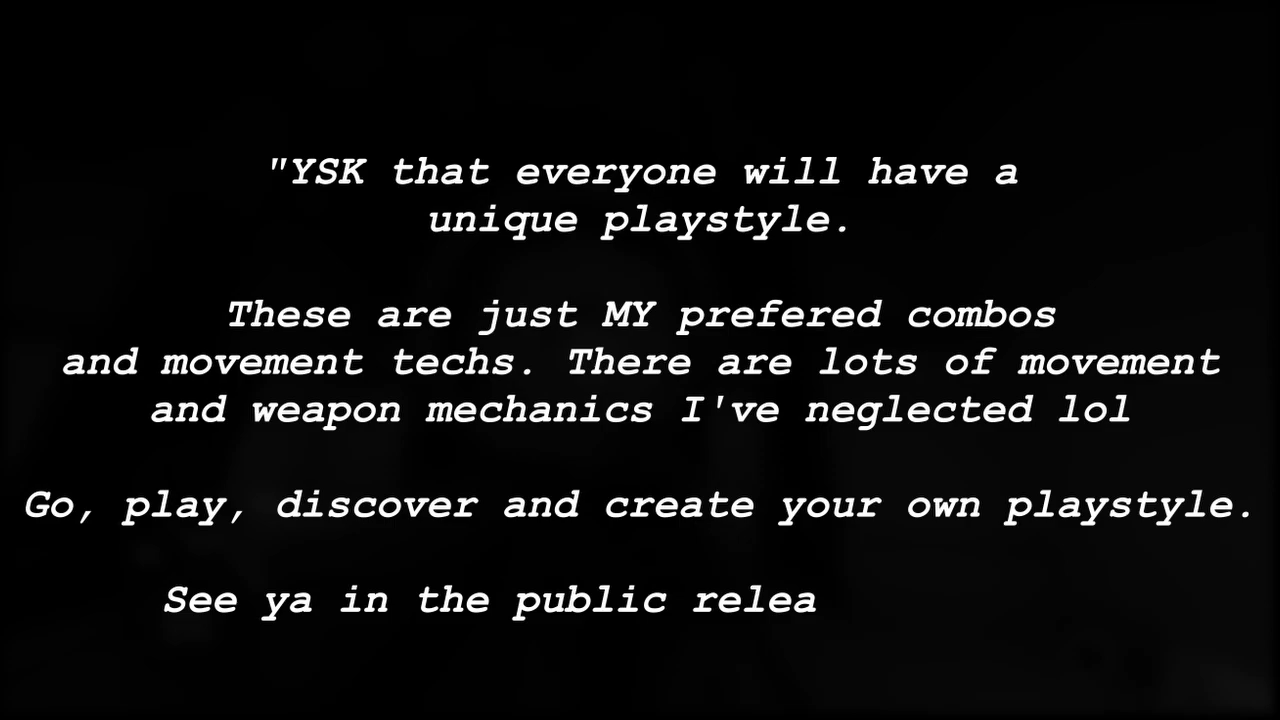 "YSK that everyone will have a
unique playstyle.
These are just MY prefered combos
and movement techs. There are lots of movement
and weapon mechanics I've neglected lol
Go, play, discover and create your own playstyle.
See ya in the public relea